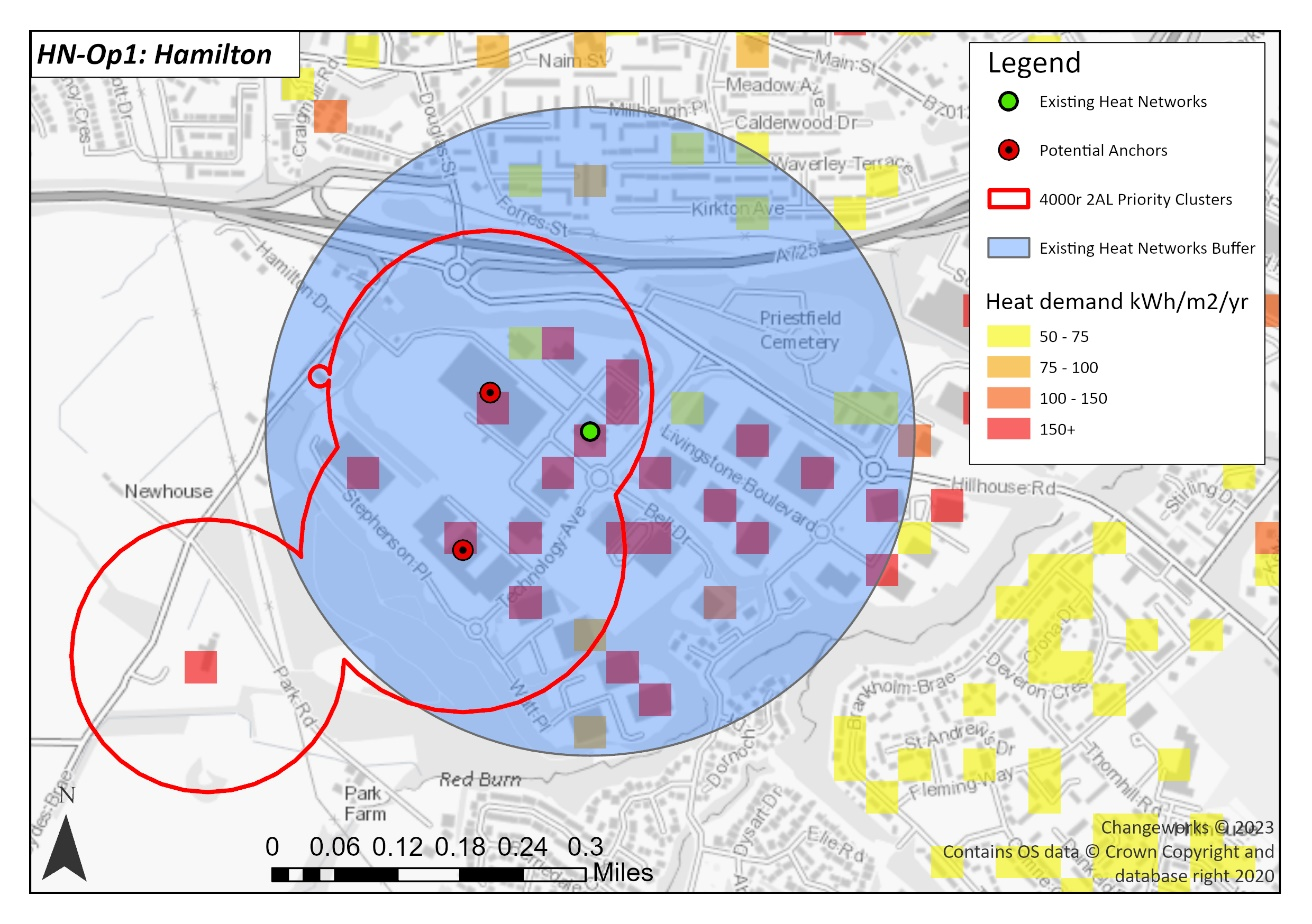 HN-Op1: Hamilton
Legend
Existing Heat Networks
Potential Anchors
4000r 2AL Priority Clusters
Existing Heat Networks Buffer
Heat demand kWh/m2/yr
50 - 75
75 - 100
100 - 150
150+
Nairn St
Main St
Meadow Ave
Millheugh Pl
Calderwood Dr
Waverley Terrace
Kirkton Ave
Douglas St
Forres St
A725
Hamilton Dr
Priestfield
Cemetery
Livingstone Boulevard
Hillhouse Rd
Stirling Dr
Newhouse
Stephenson Pl
Technology Ave
Bell Dr
Watt Pl
Park Rd
Crona Dr
Deveron Cres
Brankholm Brae
St Andrews Dr
Fleming Way
Thornhill Rd
Red Burn
Park
Farm
Dysart Dr
Elie Rd
N
0 0.06 0.12 0.18 0.24 0.3
Miles
Changeworks © 2023
Contains OS data © Crown Copyright and
database right 2020